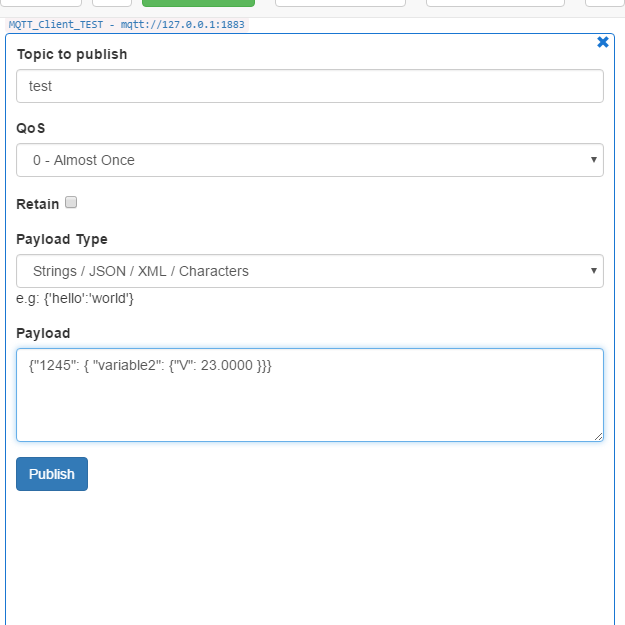 MQTT_Client_TEST - mqtt://127.0.0.1:1883
Topic to publish
test
QoS
0 - Almost Once
Retain
Payload Type
Strings / JSON / XML / Characters
e.g: {'hello':'world'}
Payload
{"1245": { "variable2": {"V": 23.0000 }}}
Publish